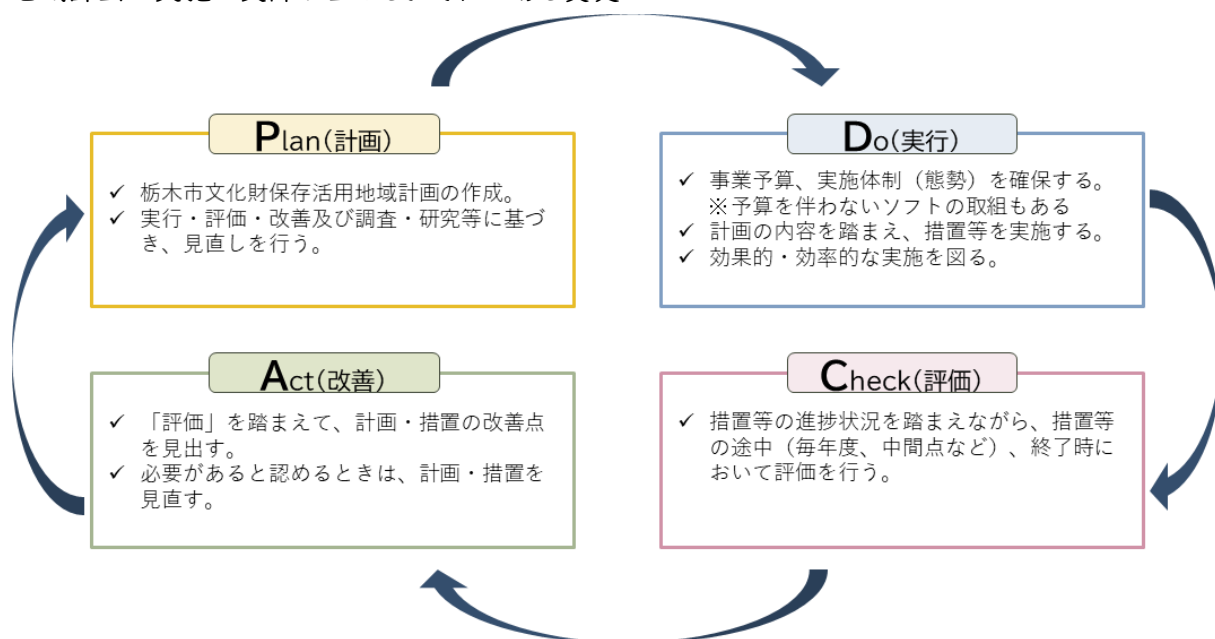 Plan(計画)
✓ 栃木市文化財保存活用地域計画の作成。
✓ 実行・評価・改善及び調査・研究等に基づ
き、見直しを行う。
Do(実行)
✓ 事業予算、実施体制（態勢）を確保する。
※予算を伴わないソフトの取組もある
✓ 計画の内容を踏まえ、措置等を実施する。
✓ 効果的・効率的な実施を図る。
Act(改善)
✓ 「評価」を踏まえて、計画・措置の改善点
を見出す。
✓ 必要があると認めるときは、計画・措置を
見直す。
Check(評価)
✓ 措置等の進捗状況を踏まえながら、措置等
の途中（毎年度、中間点など）、終了時に
おいて評価を行う。